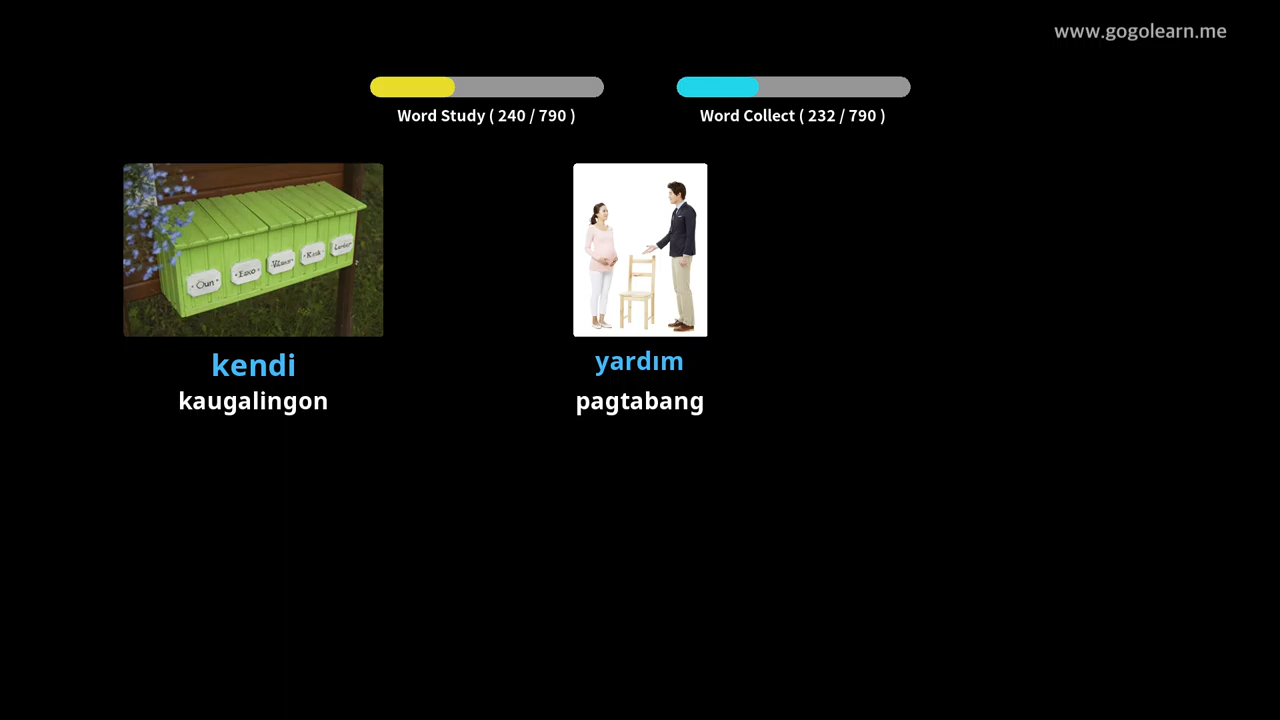 www.gogolearn.me
Word Study ( 240 / 790 )
Word Collect ( 232 / 790 )
kendi
kaugalingon
yardım
pagtabang